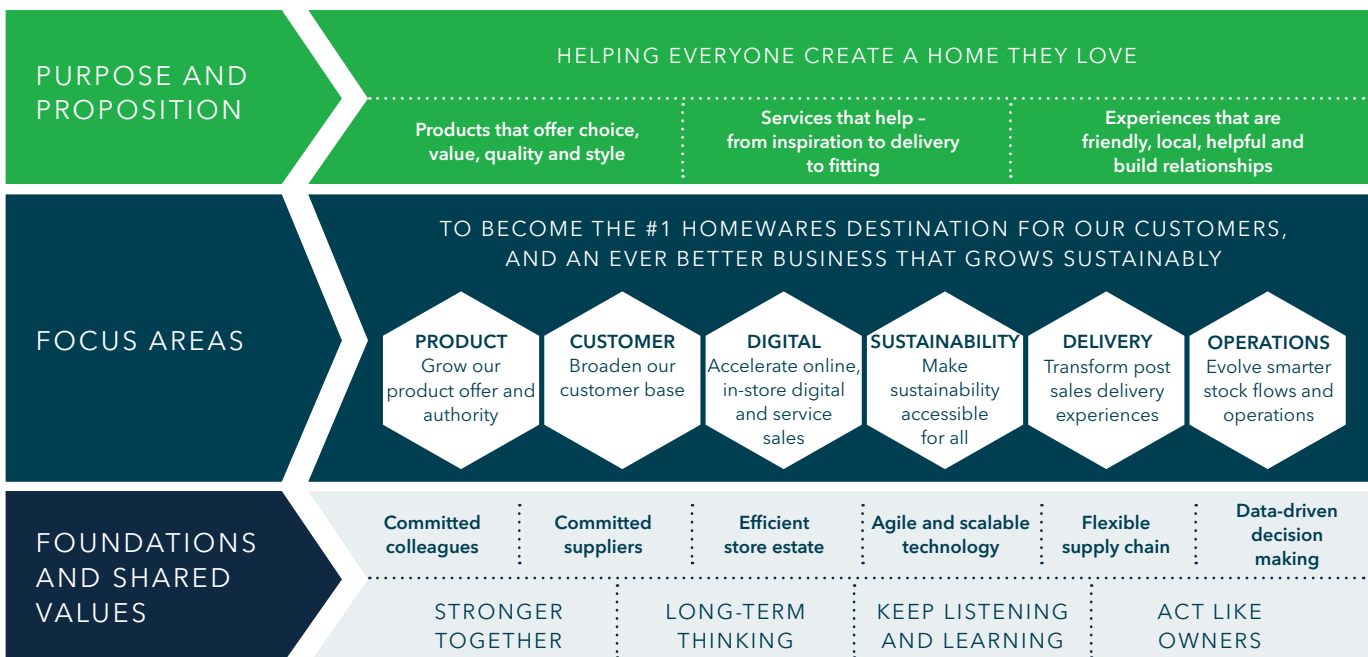 PURPOSE AND
PROPOSITION
HELPING EVERYONE CREATE A HOME THEY LOVE
Products that offer choice,
value, quality and style
Services that help –
from inspiration to delivery
to fitting
Experiences that are
friendly, local, helpful and
build relationships
FOCUS AREAS
TO BECOME THE #1 HOMEWARES DESTINATION FOR OUR CUSTOMERS,
AND AN EVER BETTER BUSINESS THAT GROWS SUSTAINABLY
PRODUCT
Grow our
product offer and
authority
CUSTOMER
Broaden our
customer base
DIGITAL
Accelerate online,
in-store digital
and service
sales
SUSTAINABILITY
Make
sustainability
accessible
for all
DELIVERY
Transform post
sales delivery
experiences
OPERATIONS
Evolve smarter
stock flows and
operations
FOUNDATIONS
AND SHARED
VALUES
Committed
colleagues
Committed
suppliers
Efficient
store estate
Agile and scalable
technology
Flexible
supply chain
Data-driven
decision
making
STRONGER
TOGETHER
LONG-TERM
THINKING
KEEP LISTENING
AND LEARNING
ACT LIKE
OWNERS